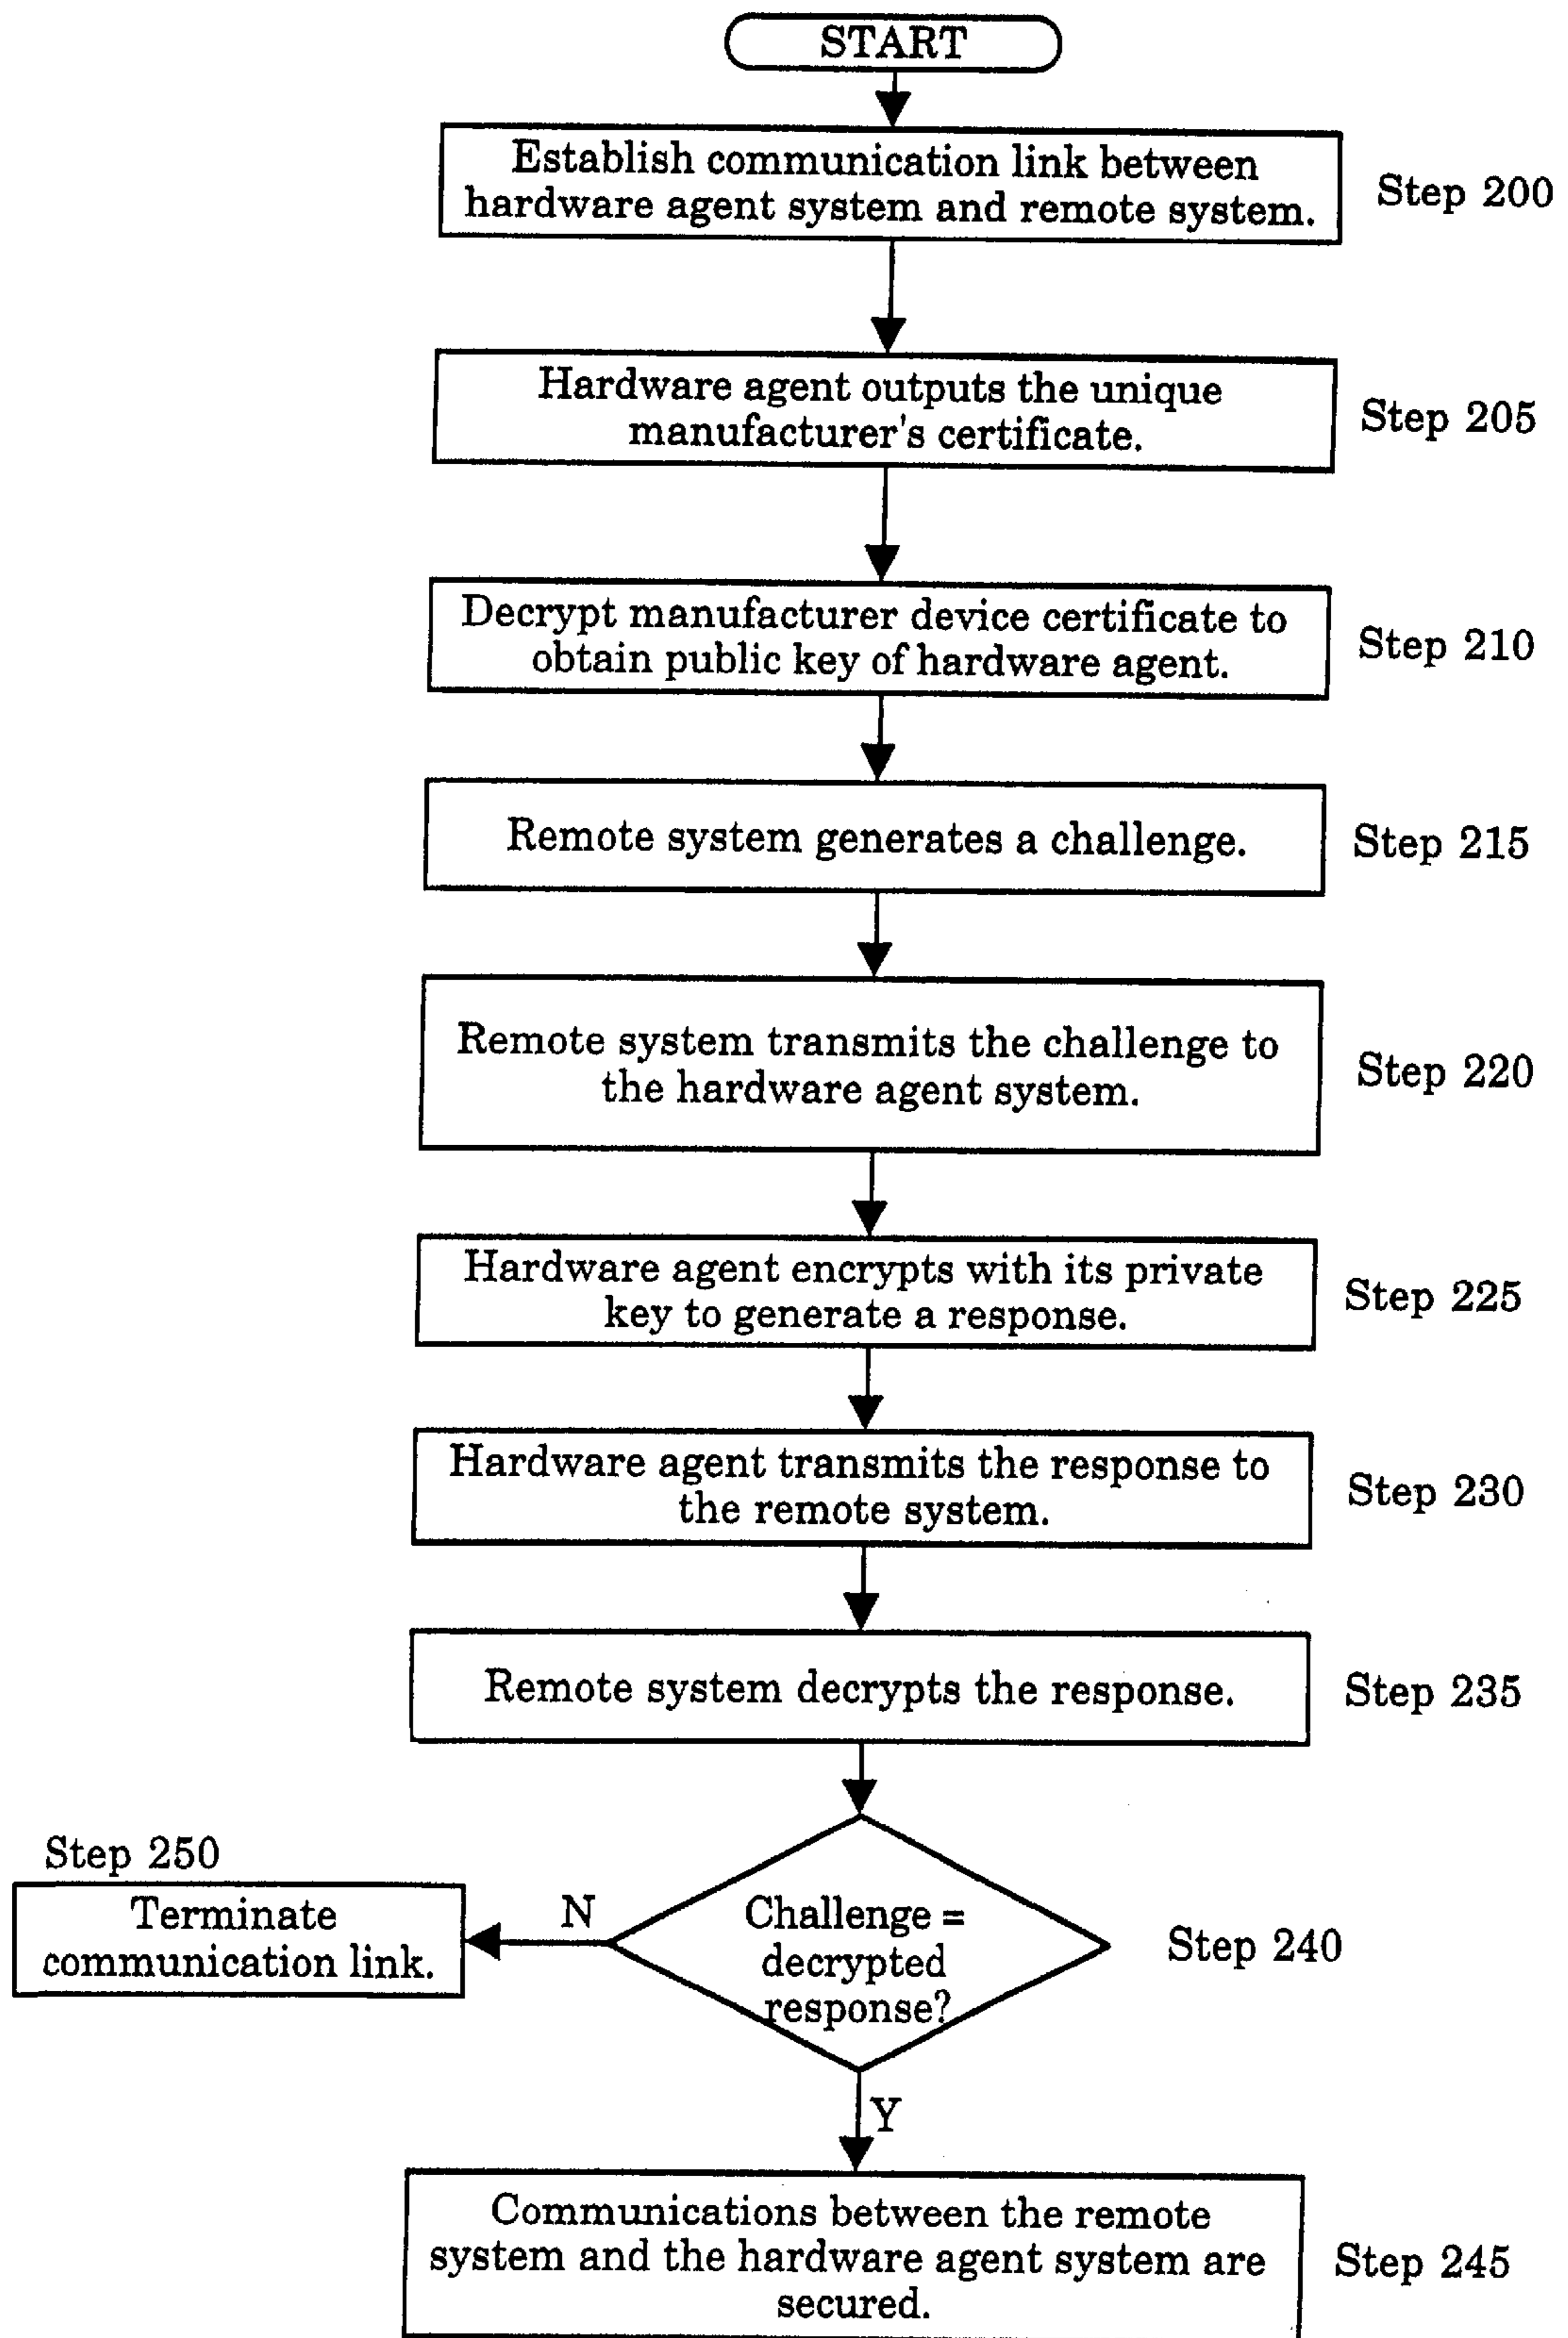 START
Establish communication link between
hardware agent system and remote system.
Step 200
Hardware agent outputs the unique
manufacturer's certificate.
Step 205
Decrypt manufacturer device certificate to
obtain public key of hardware agent.
Step 210
Remote system generates a challenge.
Step 215
Remote system transmits the challenge to
the hardware agent system.
Step 220
Hardware agent encrypts with its private
key to generate a response.
Step 225
Hardware agent transmits the response to
the remote system.
Step 230
Remote system decrypts the response.
Step 235
Step 250
Terminate
communication link.
N
Challenge =
decrypted
response?
Step 240
Y
Communications between the remote
system and the hardware agent system are
secured.
Step 245